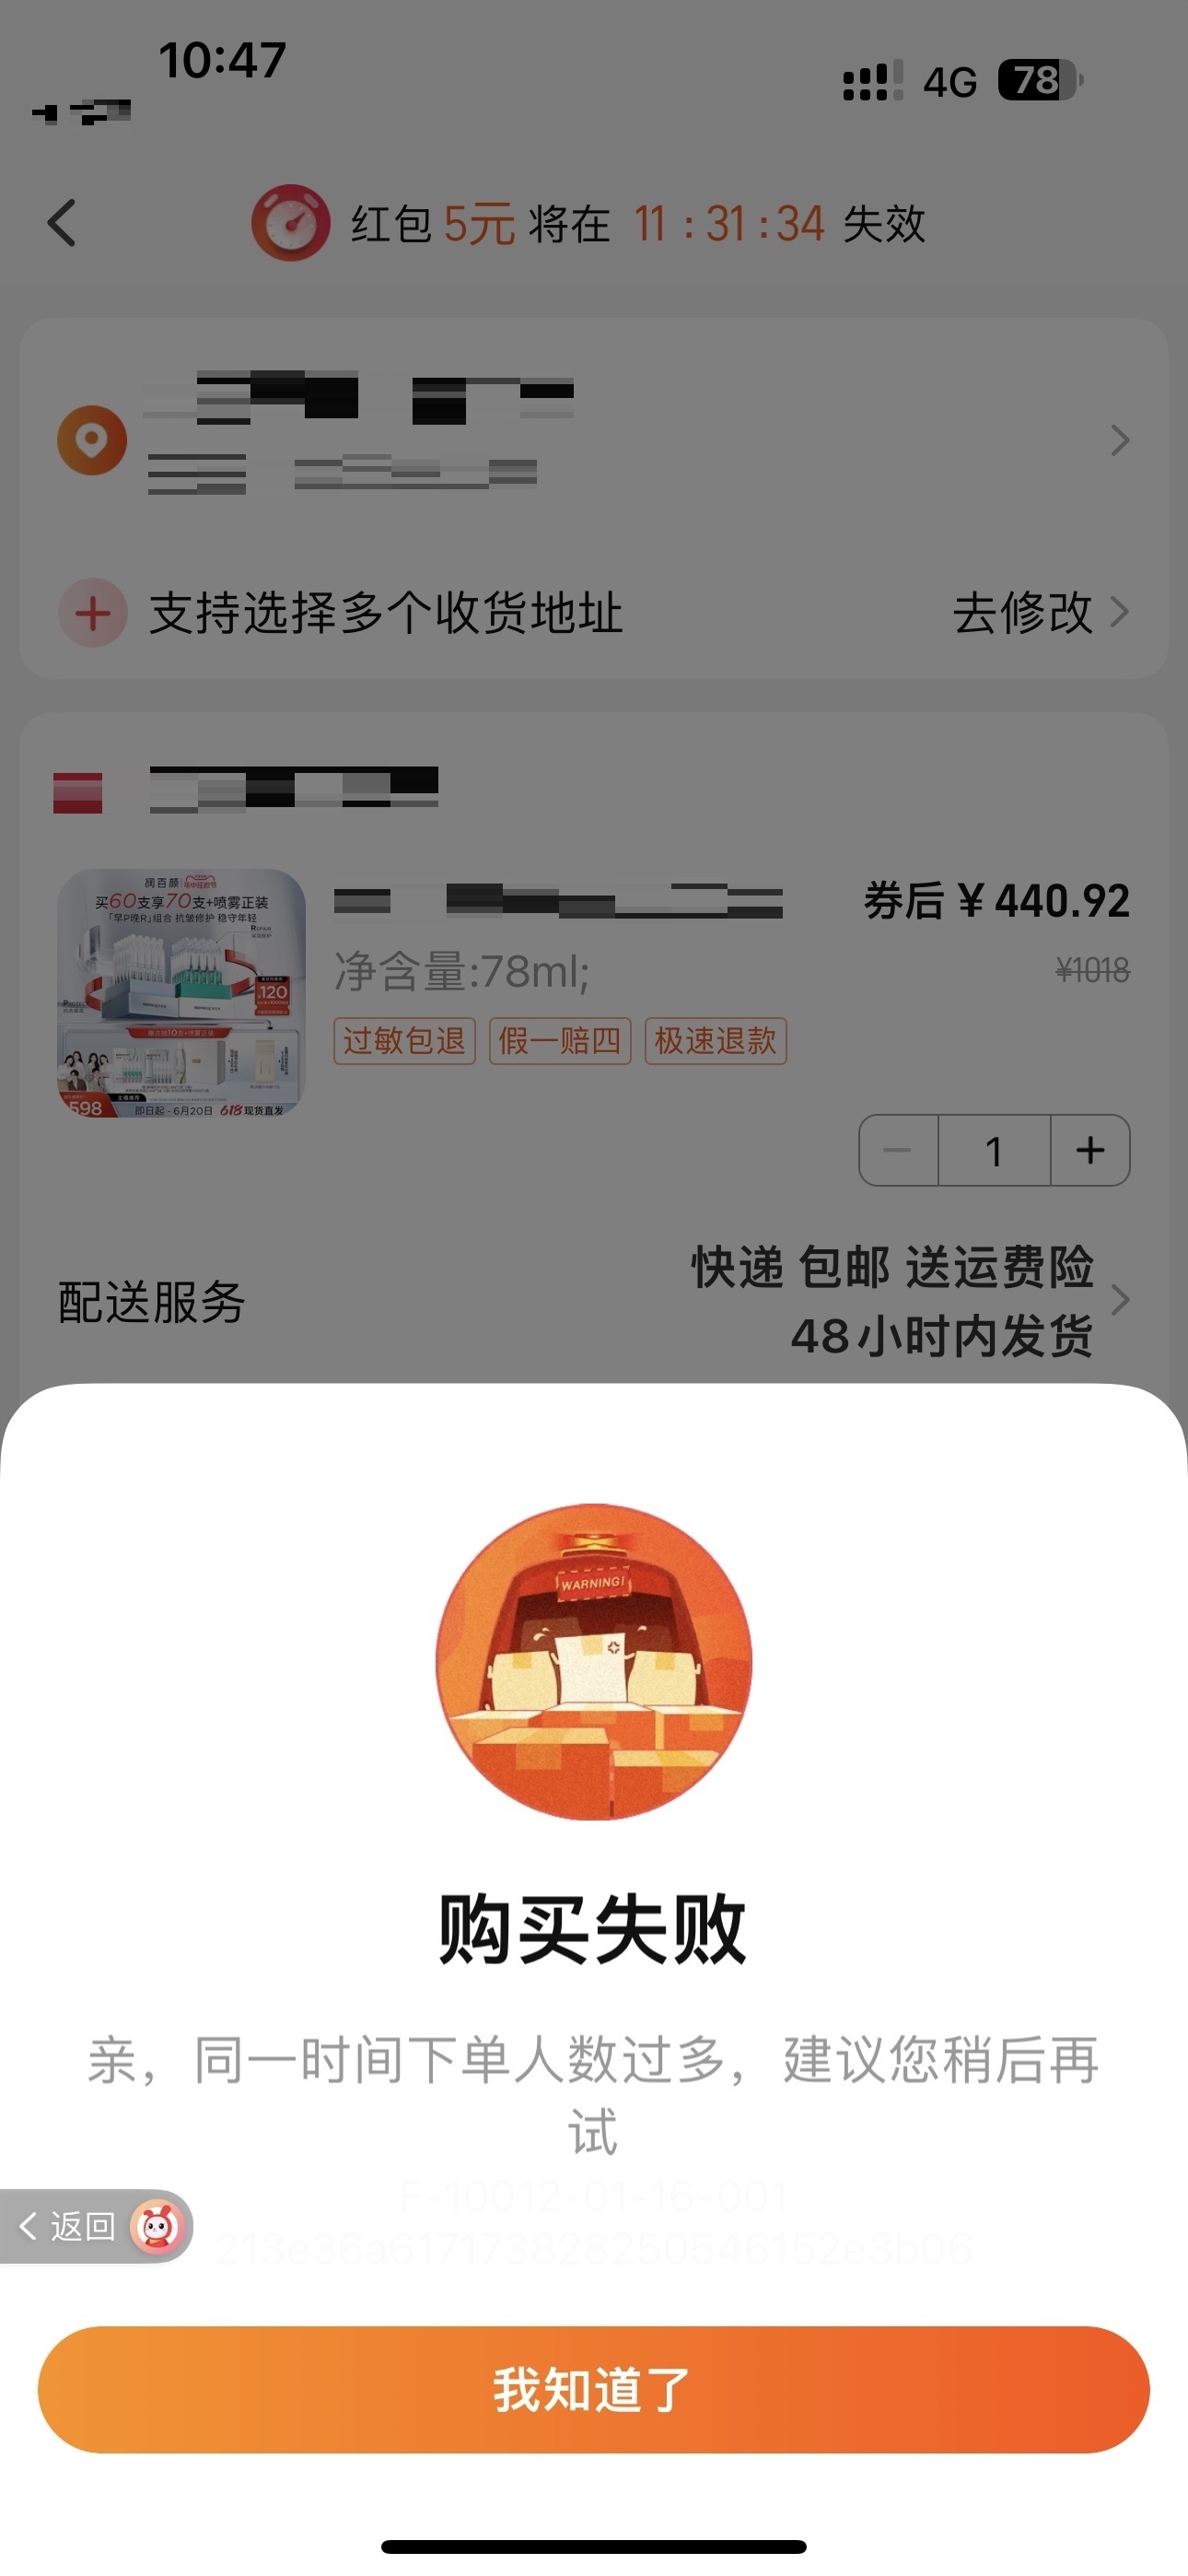 10:47
4G 78
红包 5元 将在 11:31:34 失效
支持选择多个收货地址 去修改
润百颜
买60支享70支+喷雾正装
「早P晚R」组合 抗皱修护 稳守年轻
120
598
即日起 - 6月20日 618 现货直发
券后 ¥ 440.92
净含量:78ml;
¥1018
过敏包退 假一赔四 极速退款
1
配送服务
快递 包邮 送运费险
48小时内发货
WARNING!
购买失败
亲，同一时间下单人数过多，建议您稍后再
试
F-10012-01-16-001
213e36a6171738282505461 52e3b06
返回
我知道了